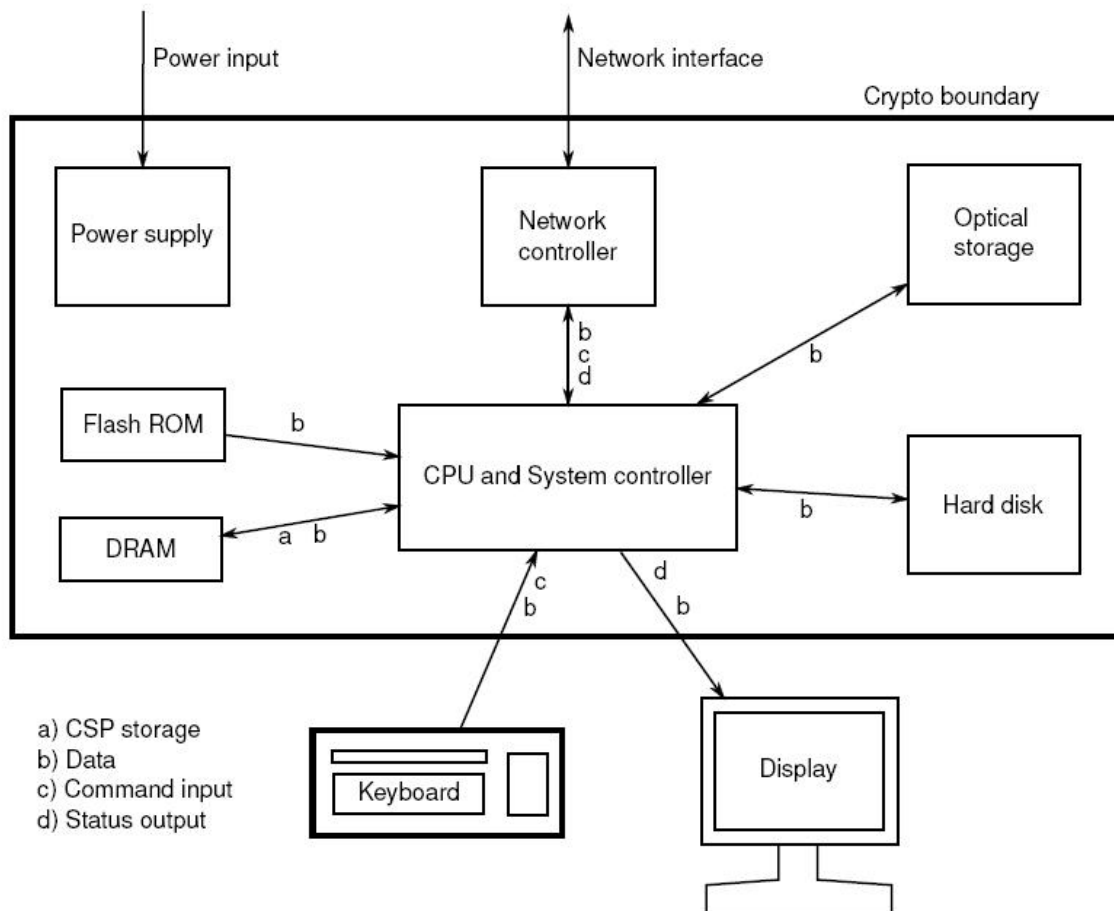 Power input
Network interface
Crypto boundary
Power supply
Network
controller
Optical
storage
b
c
d
b
Flash ROM
b
CPU and System controller
b
Hard disk
DRAM
a b
c
b
d
b
a) CSP storage
b) Data
c) Command input
d) Status output
Keyboard
Display